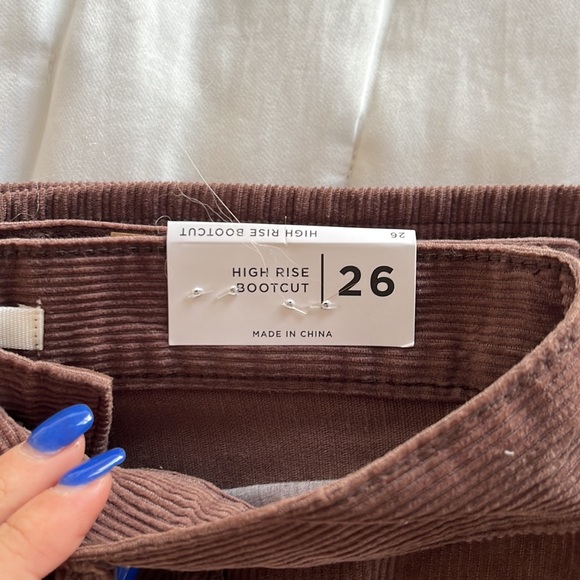 HIGH RISE BOOTCUT 26
HIGH RISE
BOOTCUT
26
MADE IN CHINA